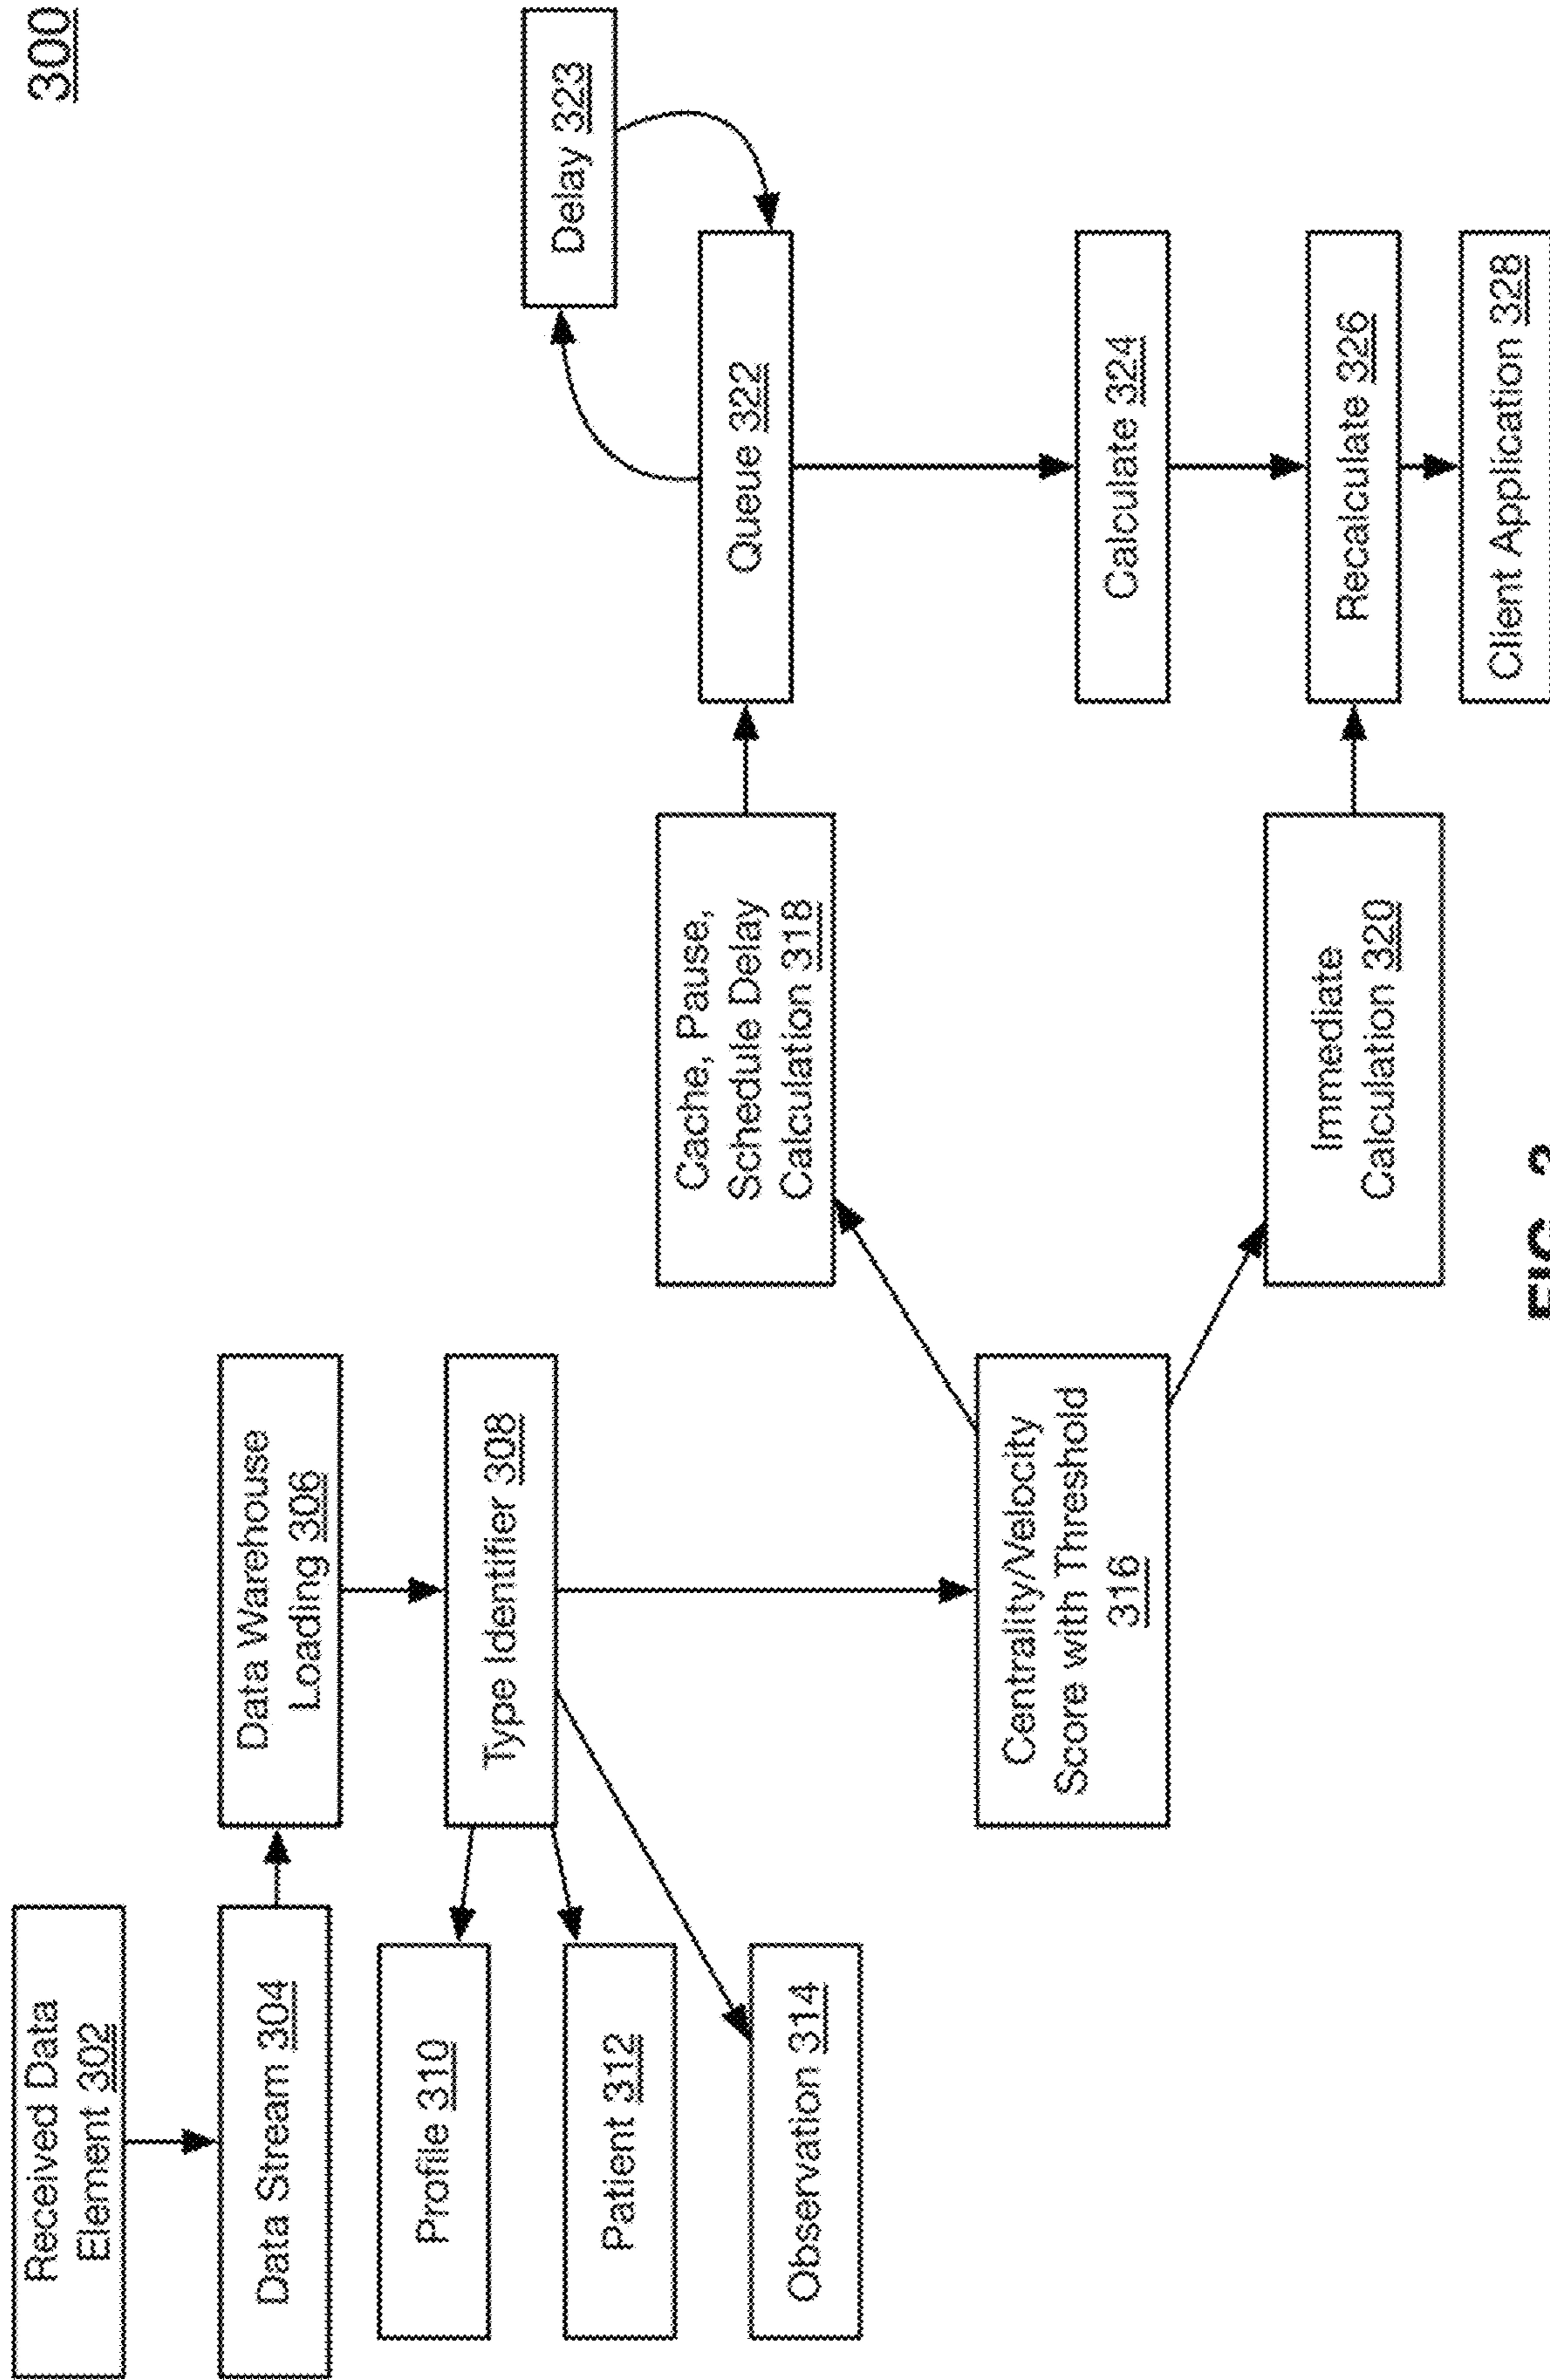 300
Received Data
Element 302
Data Stream 304
Data Warehouse
Loading 306
Type Identifier 308
Profile 310
Patient 312
Observation 314
Centrality/Velocity
Score with Threshold
316
Cache, Pause,
Schedule Delay
Calculation 318
Immediate
Calculation 320
Delay 323
Queue 322
Calculate 324
Recalculate 326
Client Application 328
FIG. 3